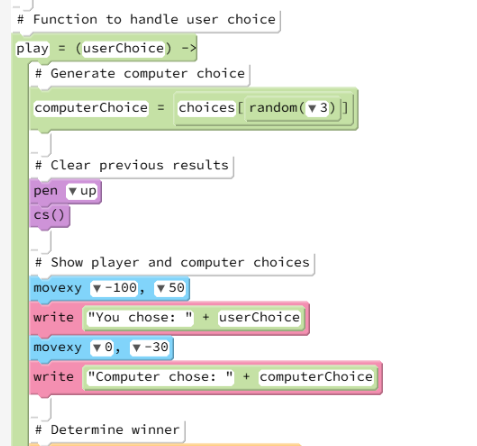 # Function to handle user choice
play = (userChoice) ->
# Generate computer choice
computerChoice = choices[random(▼3)]
# Clear previous results
pen ▼up
cs()
# Show player and computer choices
movexy ▼-100, ▼50
write "You chose: " + userChoice
movexy ▼0, ▼-30
write "Computer chose: " + computerChoice
# Determine winner